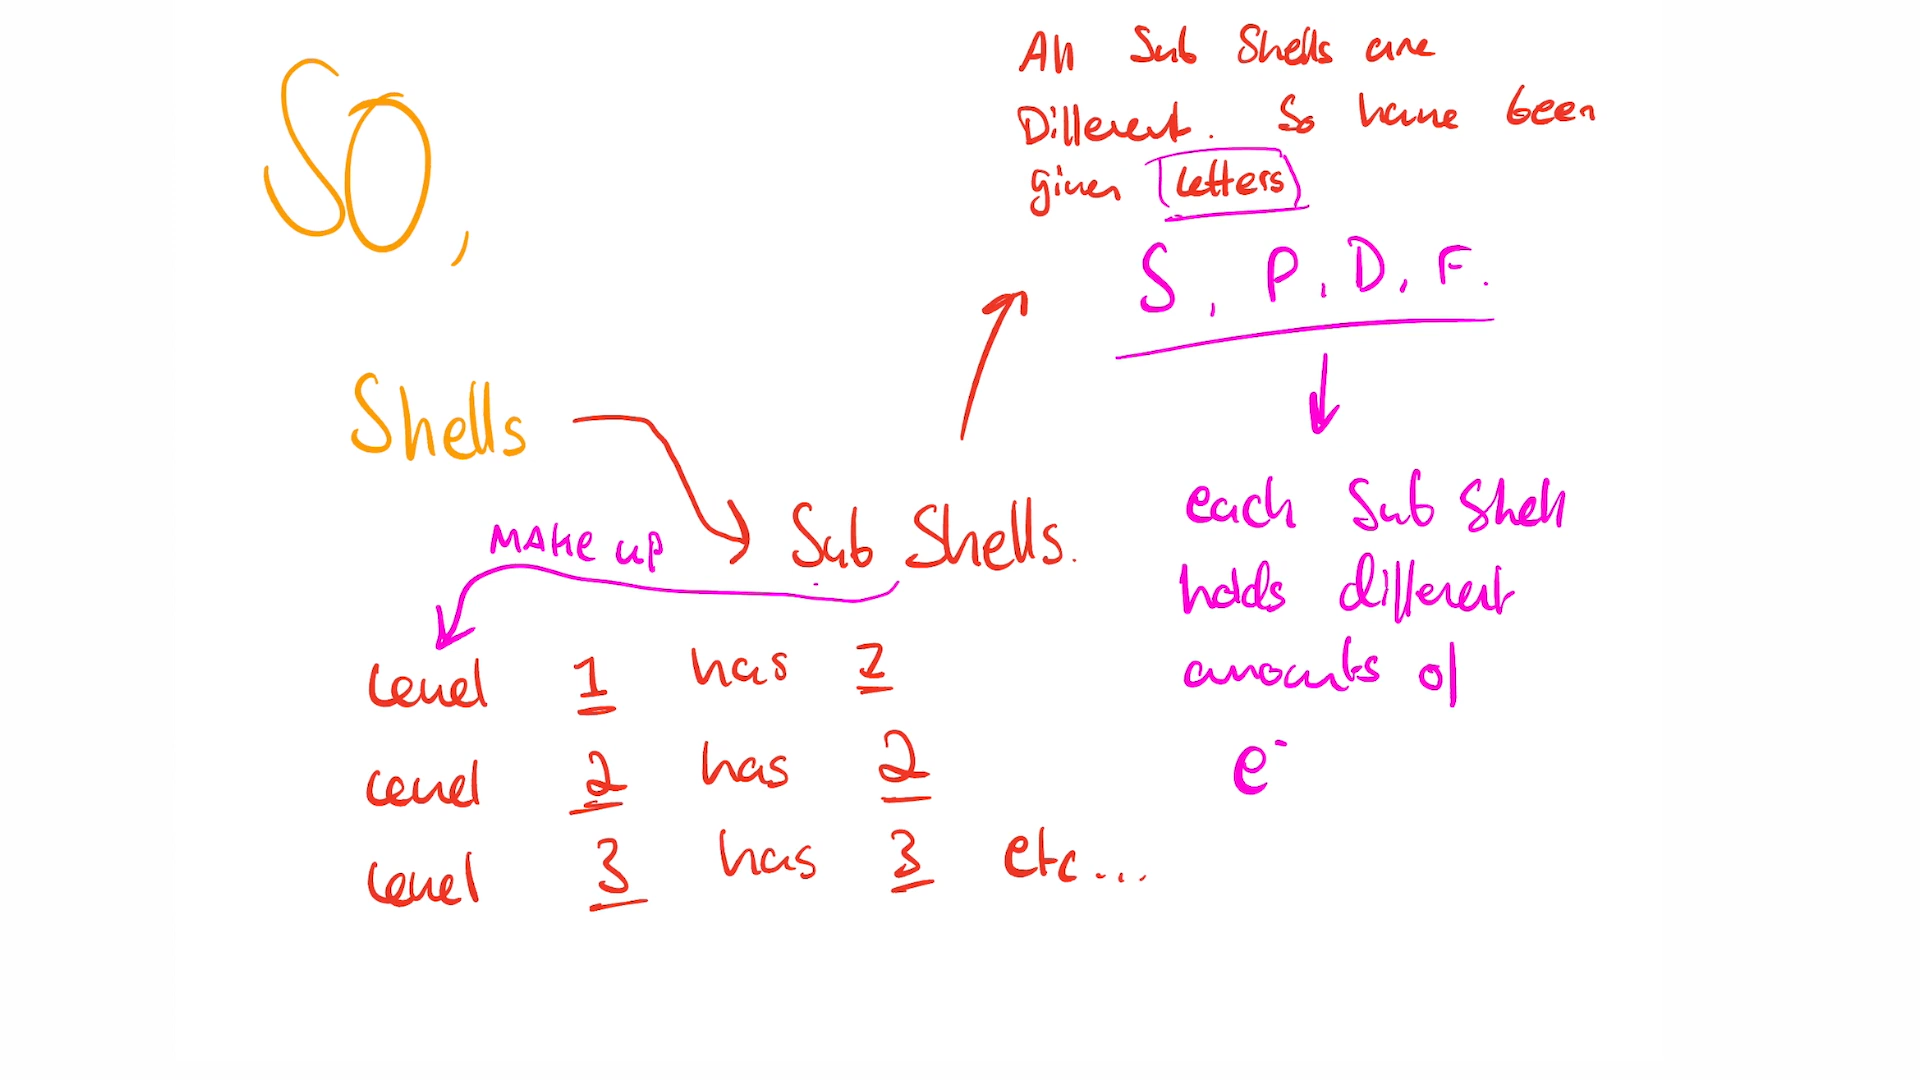 SO,
All Sub Shells are
Different. So have been
given letters
S, P, D, F.
Shells
Sub Shells.
MAKe up
level 1 has 2
level 2 has 2
level 3 has 3 etc...
each Sub Shell
holds different
amounts of
e⁻